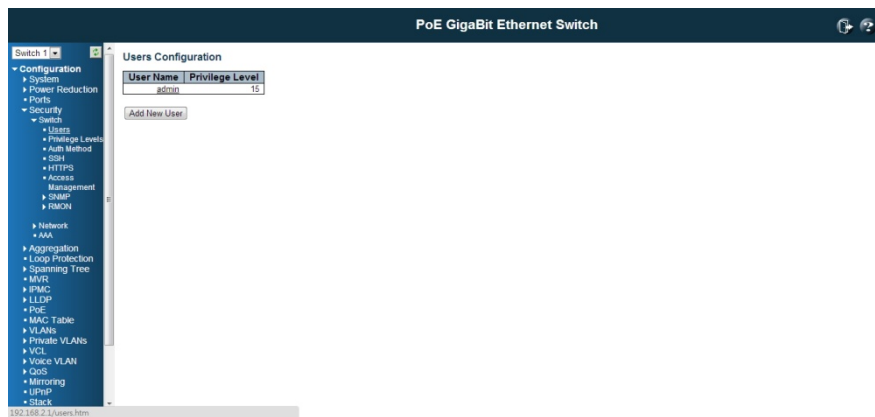 PoE GigaBit Ethernet Switch
Switch 1
Configuration
System
Power Reduction
Ports
Security
Switch
Users
Privilege Levels
Auth Method
SSH
HTTPS
Access
Management
SNMP
RMON
Network
AAA
Aggregation
Loop Protection
Spanning Tree
MVR
IPMC
LLDP
PoE
MAC Table
VLANs
Private VLANs
VCL
Voice VLAN
QoS
Mirroring
UPnP
Stack
192.168.2.1/users.htm
Users Configuration
User Name Privilege Level
admin 15
Add New User